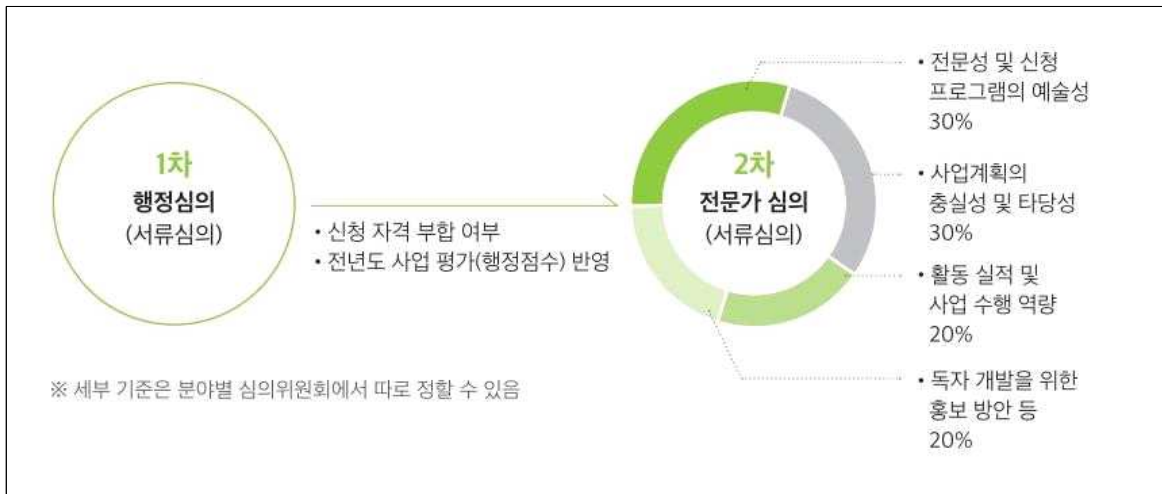 1차
행정심의
(서류심의)
• 신청 자격 부합 여부
• 전년도 사업 평가(행정점수) 반영
2차
전문가 심의
(서류심의)
• 전문성 및 신청
프로그램의 예술성
30%
• 사업계획의
충실성 및 타당성
30%
• 활동 실적 및
사업 수행 역량
20%
• 독자 개발을 위한
홍보 방안 등
20%
※ 세부 기준은 분야별 심의위원회에서 따로 정할 수 있음